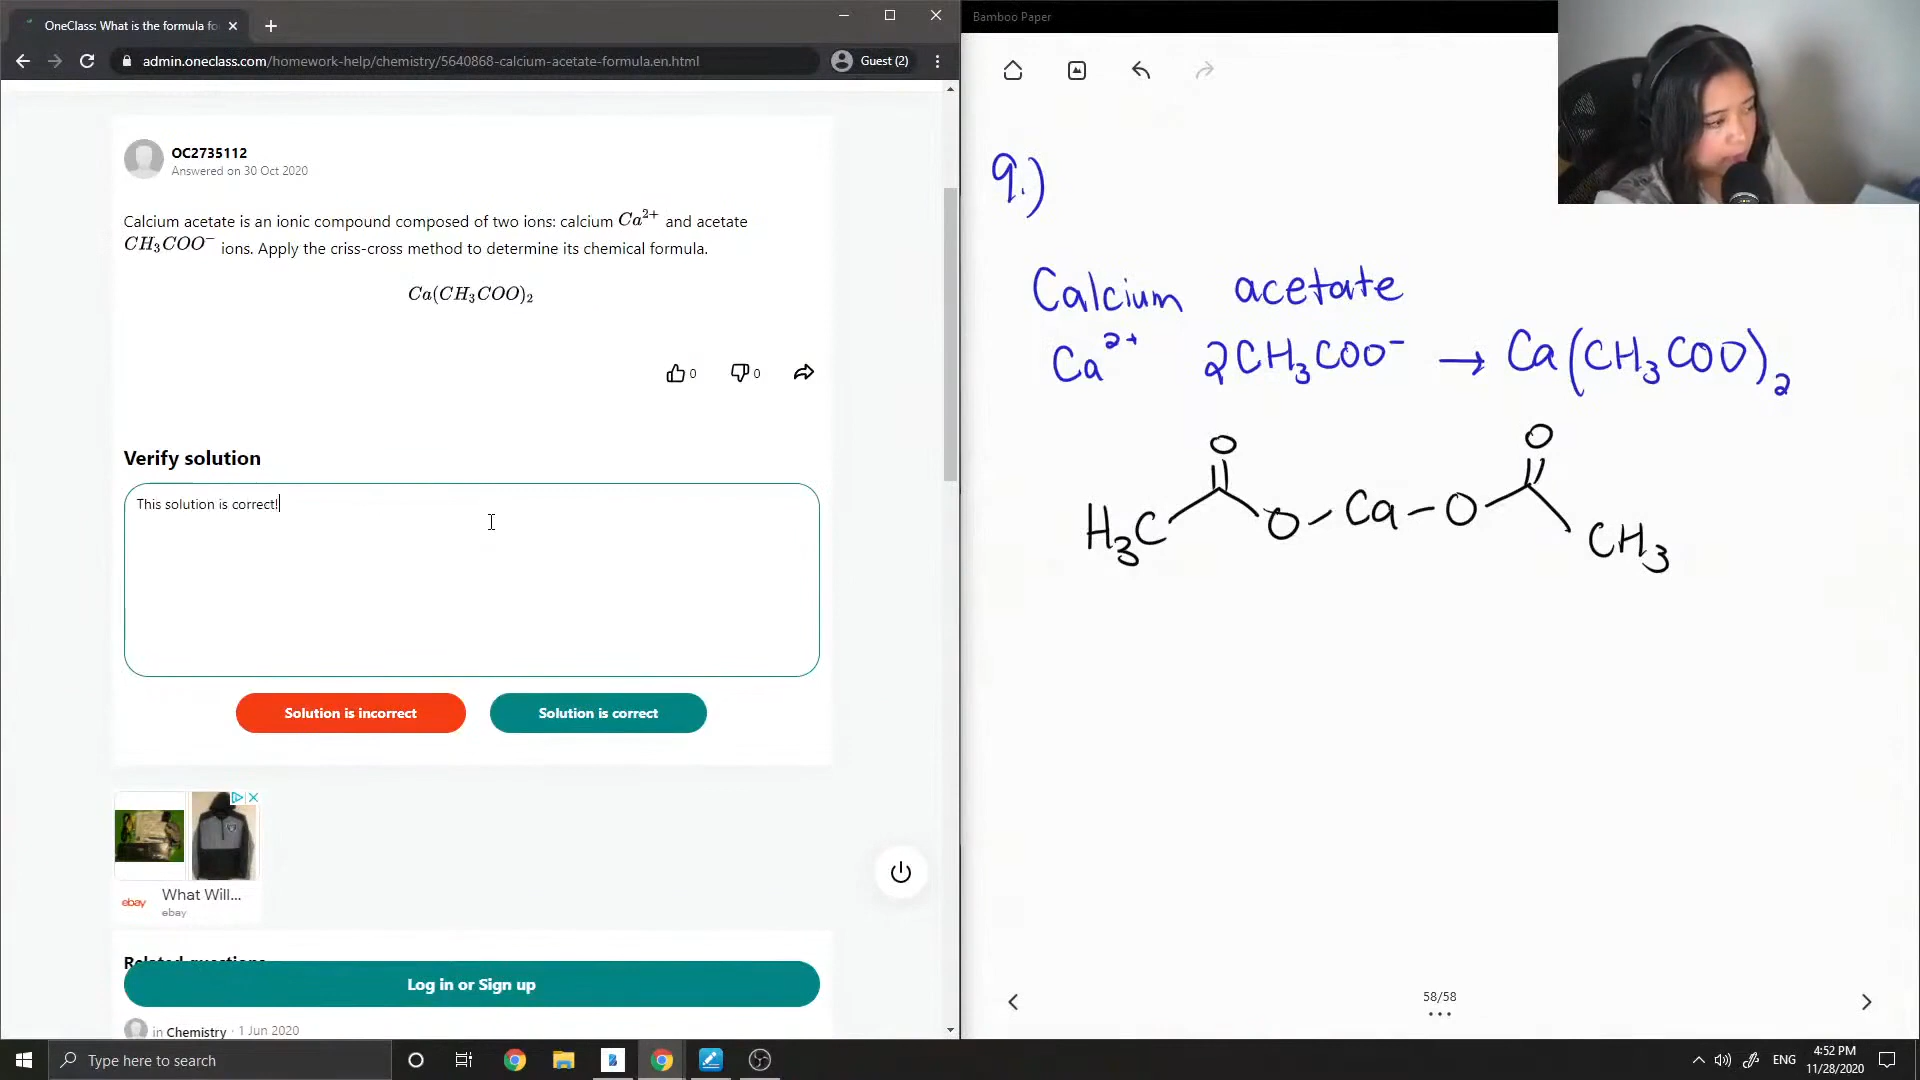 OneClass: What is the formula fo
admin.oneclass.com/homework-help/chemistry/5640868-calcium-acetate-formula.en.html
Guest (2)
OC2735112
Answered on 30 Oct 2020
Calcium acetate is an ionic compound composed of two ions: calcium Ca²⁺ and acetate
CH₃COO⁻ ions. Apply the criss-cross method to determine its chemical formula.
Ca(CH₃COO)₂
0
0
Verify solution
This solution is correct!
Solution is incorrect
Solution is correct
What Will...
ebay
ebay
Related questions
Log in or Sign up
in Chemistry · 1 Jun 2020
Bamboo Paper
9.)
Calcium acetate
Ca²⁺ 2CH₃COO⁻ → Ca(CH₃COO)₂
O O
H₃C O - Ca - O CH₃
58/58
Type here to search
ENG
4:52 PM
11/28/2020